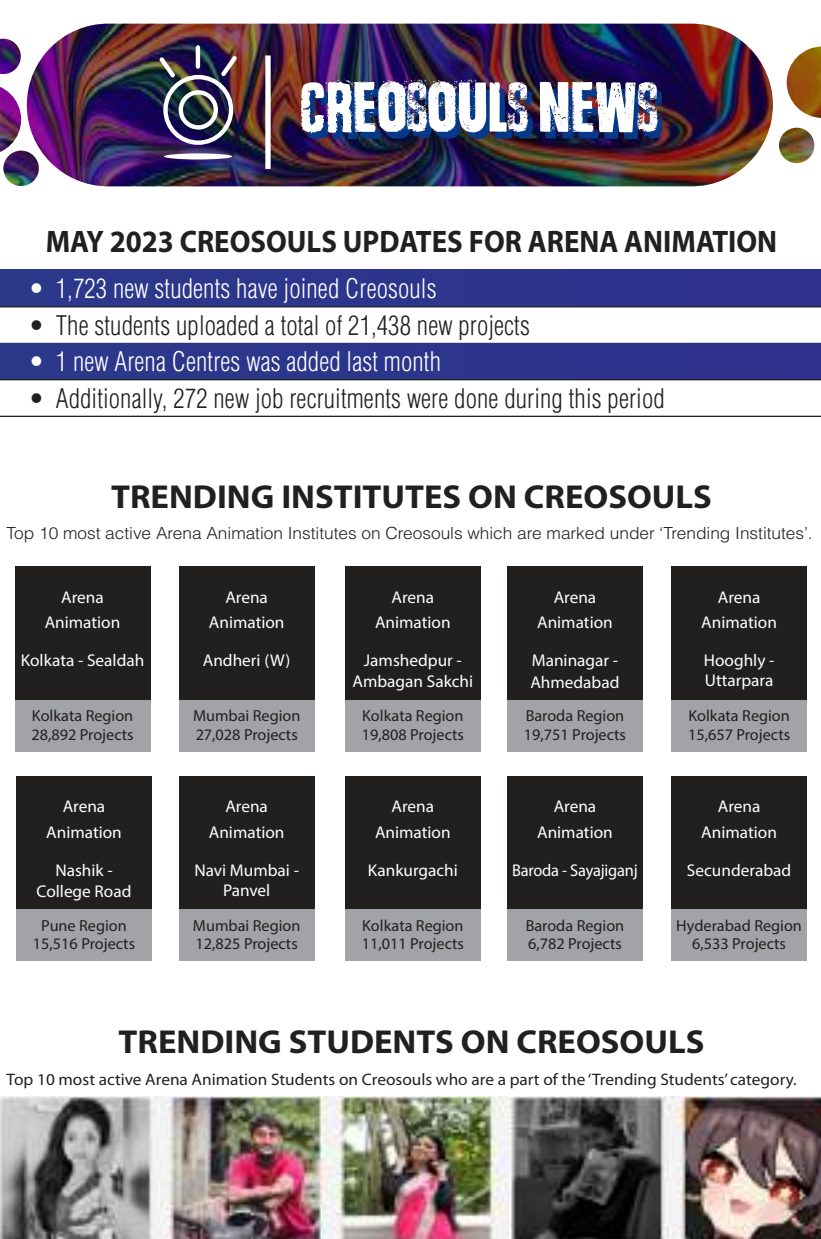 CREOSOULS NEWS
MAY 2023 CREOSOULS UPDATES FOR ARENA ANIMATION
• 1,723 new students have joined Creosouls
• The students uploaded a total of 21,438 new projects
• 1 new Arena Centres was added last month
• Additionally, 272 new job recruitments were done during this period
TRENDING INSTITUTES ON CREOSOULS
Top 10 most active Arena Animation Institutes on Creosouls which are marked under ‘Trending Institutes’.
Arena
Animation
Kolkata - Sealdah
Kolkata Region
28,892 Projects
Arena
Animation
Andheri (W)
Mumbai Region
27,028 Projects
Arena
Animation
Jamshedpur -
Ambagan Sakchi
Kolkata Region
19,808 Projects
Arena
Animation
Maninagar -
Ahmedabad
Baroda Region
19,751 Projects
Arena
Animation
Hooghly -
Uttarpara
Kolkata Region
15,657 Projects
Arena
Animation
Nashik -
College Road
Pune Region
15,516 Projects
Arena
Animation
Navi Mumbai -
Panvel
Mumbai Region
12,825 Projects
Arena
Animation
Kankurgachi
Kolkata Region
11,011 Projects
Arena
Animation
Baroda - Sayajiganj
Baroda Region
6,782 Projects
Arena
Animation
Secunderabad
Hyderabad Region
6,533 Projects
TRENDING STUDENTS ON CREOSOULS
Top 10 most active Arena Animation Students on Creosouls who are a part of the ‘Trending Students’ category.